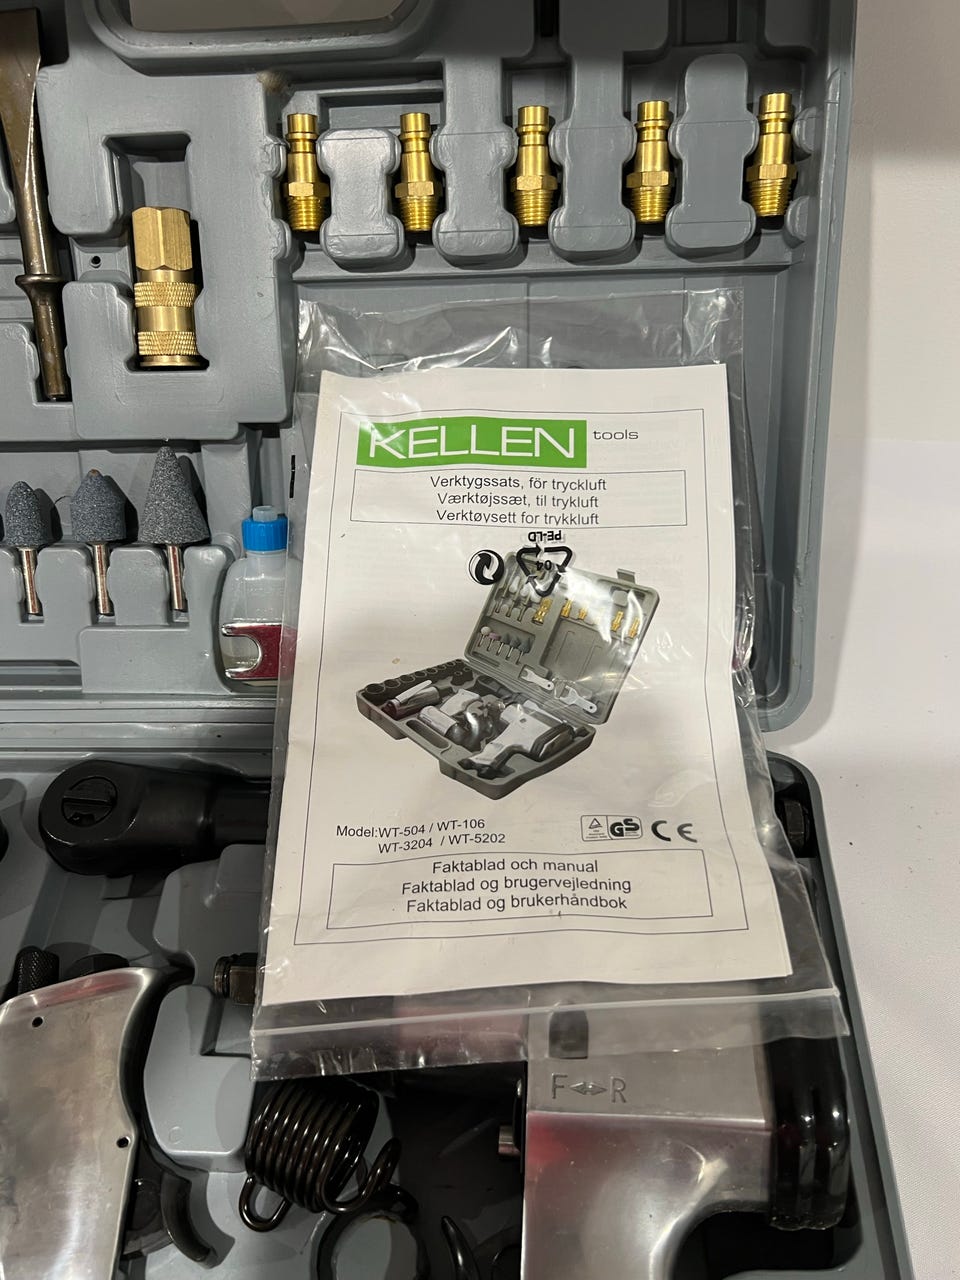 KELLEN tools
Verktygssats, för tryckluft
Værktøjssæt, til trykluft
Verktøysett for trykkluft
PE-LD
04
Model:WT-504 / WT-106
WT-3204 / WT-5202
GS CE
Faktablad och manual
Faktablad og brugervejledning
Faktablad og brukerhåndbok
F R